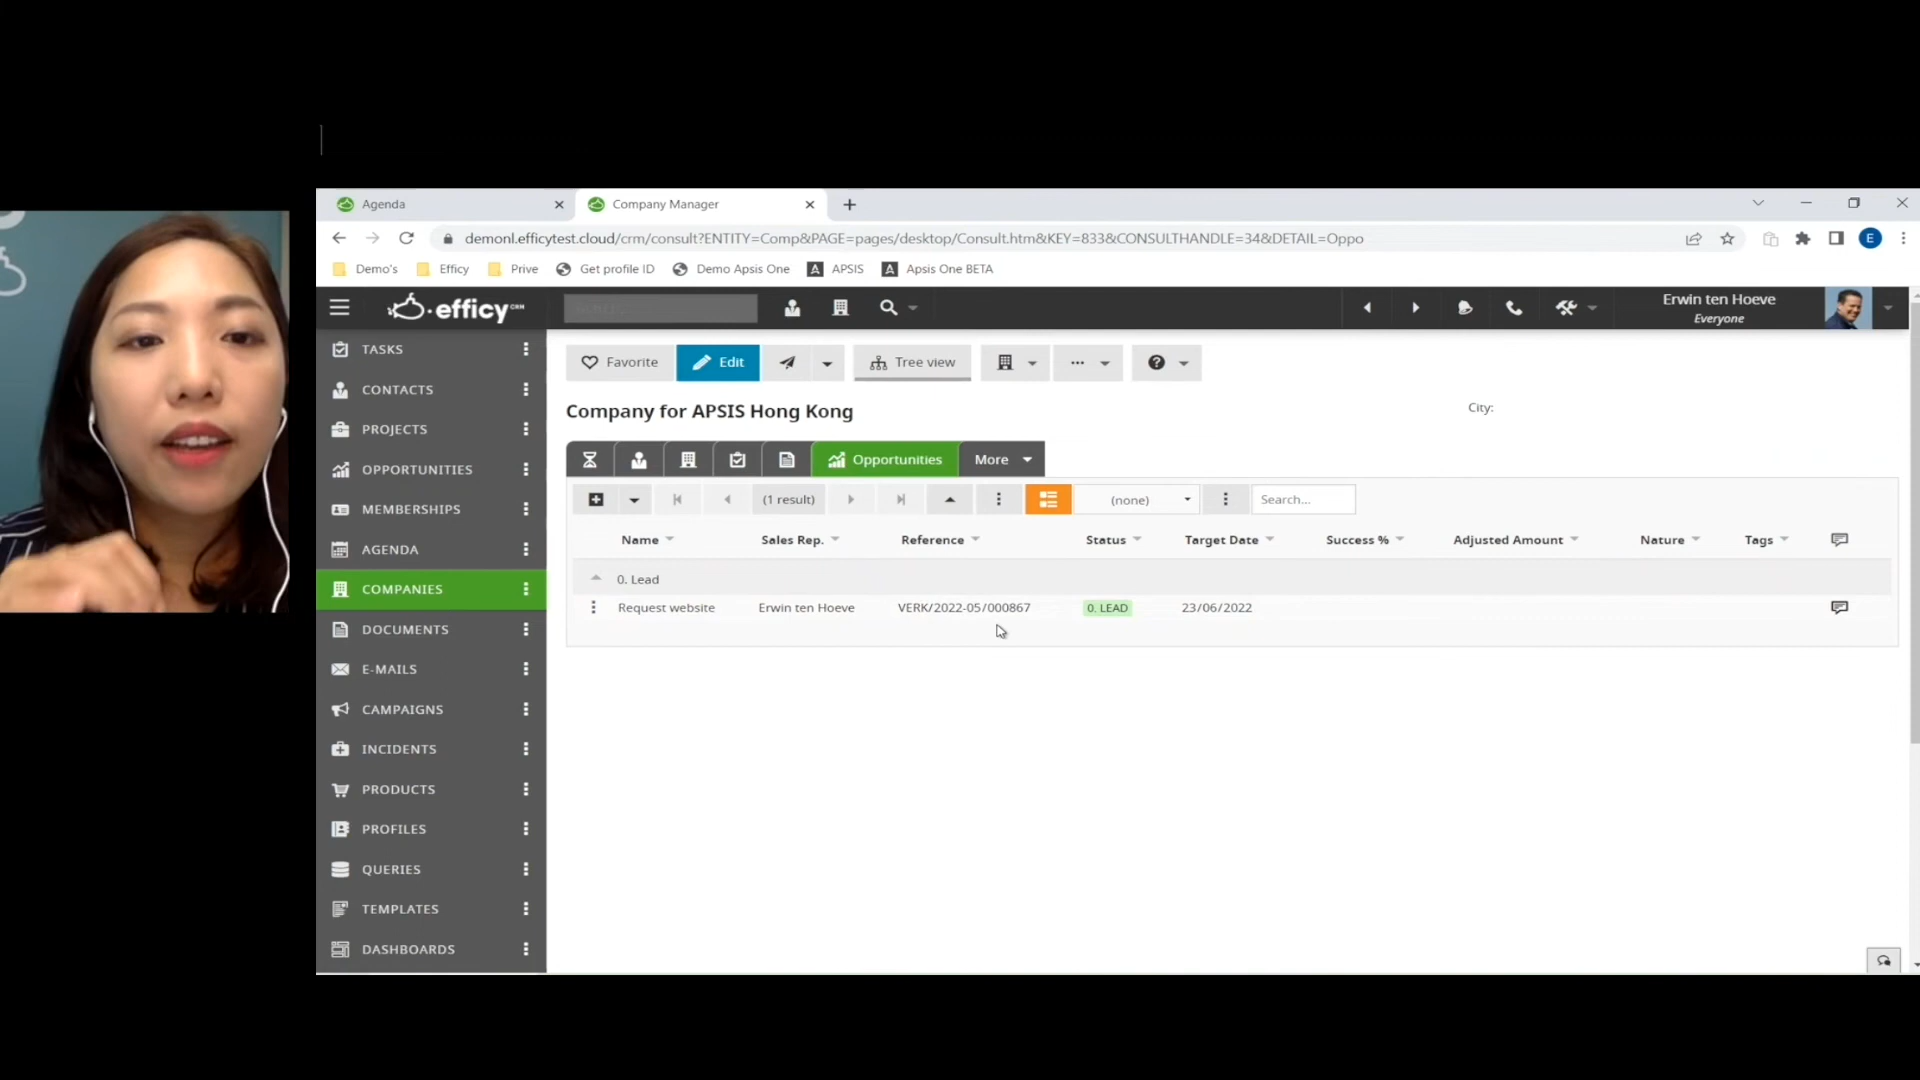 Agenda
Company Manager
demonl.efficytest.cloud/crm/consult?ENTITY=Comp&PAGE=pages/desktop/Consult.htm&KEY=833&CONSULTHANDLE=34&DETAIL=Oppo
E
Demo's Efficy Prive Get profile ID Demo Apsis One APSIS Apsis One BETA
efficy CRM
Search...
Erwin ten Hoeve
Everyone
TASKS
CONTACTS
PROJECTS
OPPORTUNITIES
MEMBERSHIPS
AGENDA
COMPANIES
DOCUMENTS
E-MAILS
CAMPAIGNS
INCIDENTS
PRODUCTS
PROFILES
QUERIES
TEMPLATES
DASHBOARDS
Favorite Edit Tree view
Company for APSIS Hong Kong
City:
Opportunities More
(1 result) (none) Search...
Name Sales Rep. Reference Status Target Date Success % Adjusted Amount Nature Tags
0. Lead
Request website Erwin ten Hoeve VERK/2022-05/000867 0. LEAD 23/06/2022